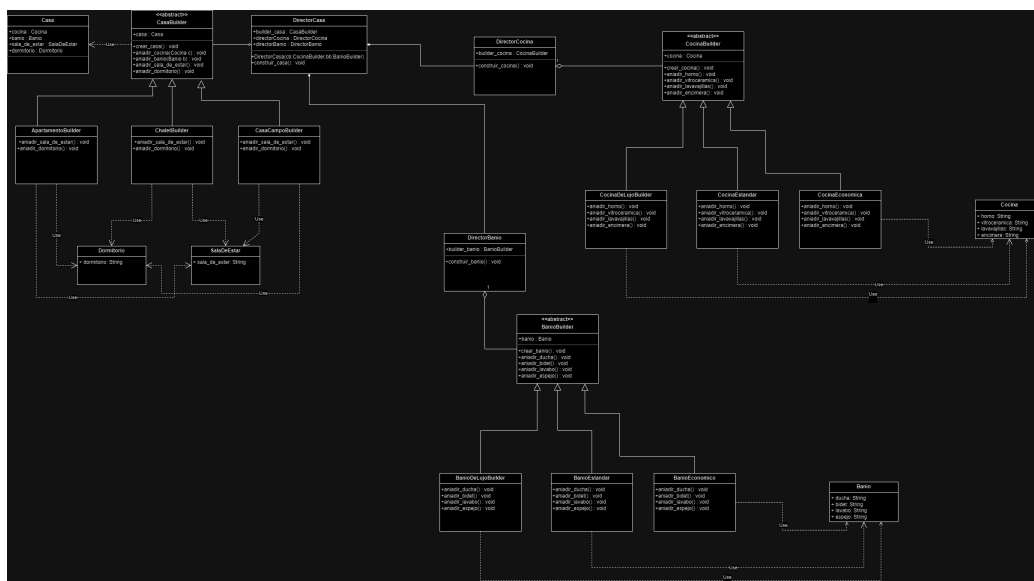 Casa
+cocina : Cocina
+banio : Banio
+sala_de_estar : SalaDeEstar
+dormitorio : Dormitorio
Use
<<abstract>>
CasaBuilder
+casa : Casa
+crear_casa() : void
+aniadir_cocina(Cocina c) : void
+aniadir_banio(Banio b) : void
+aniadir_sala_de_estar() : void
+aniadir_dormitorio() : void
DirectorCasa
+builder_casa : CasaBuilder
+directorCocina : DirectorCocina
+directorBanio : DirectorBanio
+DirectorCasa(cb:CocinaBuilder,bb:BanioBuilder)
+construir_casa() : void
DirectorCocina
+builder_cocina : CocinaBuilder
+construir_cocina() : void
1
<<abstract>>
CocinaBuilder
+cocina : Cocina
+crear_cocina() : void
+aniadir_horno() : void
+aniadir_vitroceramica() : void
+aniadir_lavavajillas() : void
+aniadir_encimera() : void
ApartamentoBuilder
+aniadir_sala_de_estar() : void
+aniadir_dormitorio() : void
ChaletBuilder
+aniadir_sala_de_estar() : void
+aniadir_dormitorio() : void
CasaCampoBuilder
+aniadir_sala_de_estar() : void
+aniadir_dormitorio() : void
Use
Use
Use
Use
Use
Dormitorio
+ dormitorio: String
SalaDeEstar
+ sala_de_estar: String
CocinaDeLujoBuilder
+aniadir_horno() : void
+aniadir_vitroceramica() : void
+aniadir_lavavajillas() : void
+aniadir_encimera() : void
CocinaEstandar
+aniadir_horno() : void
+aniadir_vitroceramica() : void
+aniadir_lavavajillas() : void
+aniadir_encimera() : void
CocinaEconomica
+aniadir_horno() : void
+aniadir_vitroceramica() : void
+aniadir_lavavajillas() : void
+aniadir_encimera() : void
Cocina
+ horno: String
+ vitroceramica: String
+ lavavajillas: String
+ encimera: String
Use
Use
Use
DirectorBanio
+builder_banio : BanioBuilder
+construir_banio() : void
1
<<abstract>>
BanioBuilder
+banio : Banio
+crear_banio() : void
+aniadir_ducha() : void
+aniadir_bidet() : void
+aniadir_lavabo() : void
+aniadir_espejo() : void
BanioDeLujoBuilder
+aniadir_ducha() : void
+aniadir_bidet() : void
+aniadir_lavabo() : void
+aniadir_espejo() : void
BanioEstandar
+aniadir_ducha() : void
+aniadir_bidet() : void
+aniadir_lavabo() : void
+aniadir_espejo() : void
BanioEconomico
+aniadir_ducha() : void
+aniadir_bidet() : void
+aniadir_lavabo() : void
+aniadir_espejo() : void
Banio
+ ducha: String
+ bidet: String
+ lavabo: String
+ espejo: String
Use
Use
Use